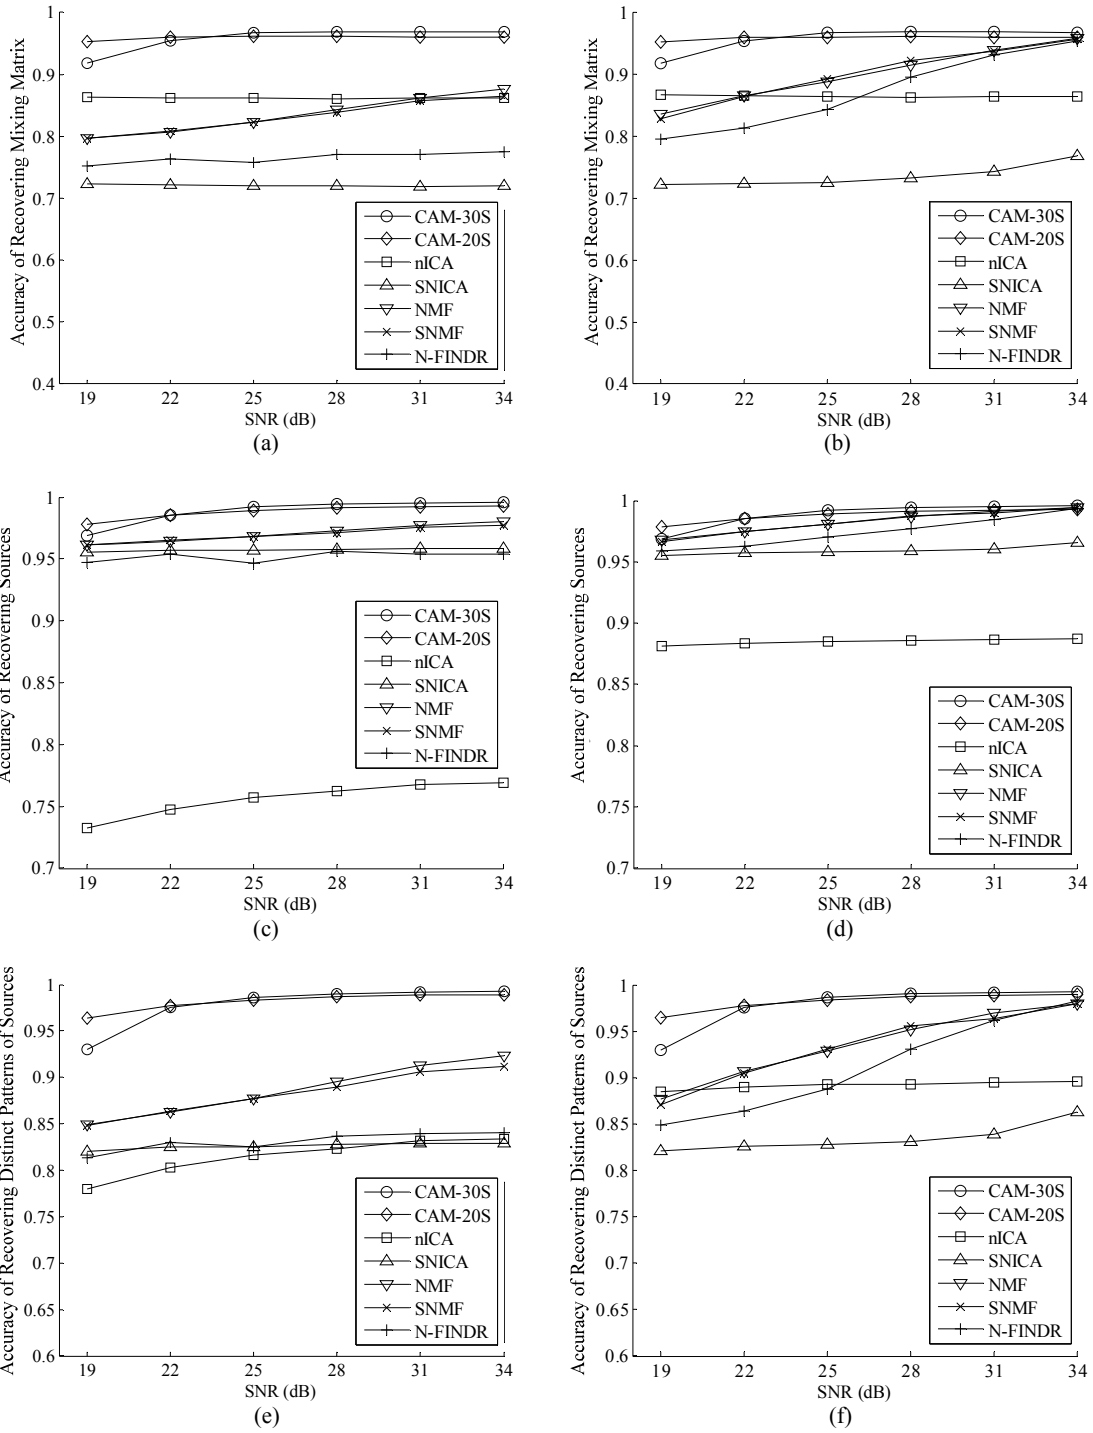 Accuracy of Recovering Mixing Matrix
1
0.9
0.8
0.7
0.6
0.5
0.4
CAM-30S
CAM-20S
nICA
SNICA
NMF
SNMF
N-FINDR
19 22 25 28 31 34
SNR (dB)
(a)
Accuracy of Recovering Mixing Matrix
1
0.9
0.8
0.7
0.6
0.5
0.4
CAM-30S
CAM-20S
nICA
SNICA
NMF
SNMF
N-FINDR
19 22 25 28 31 34
SNR (dB)
(b)
Accuracy of Recovering Sources
1
0.95
0.9
0.85
0.8
0.75
0.7
CAM-30S
CAM-20S
nICA
SNICA
NMF
SNMF
N-FINDR
19 22 25 28 31 34
SNR (dB)
(c)
Accuracy of Recovering Sources
1
0.95
0.9
0.85
0.8
0.75
0.7
CAM-30S
CAM-20S
nICA
SNICA
NMF
SNMF
N-FINDR
19 22 25 28 31 34
SNR (dB)
(d)
Accuracy of Recovering Distinct Patterns of Sources
1
0.95
0.9
0.85
0.8
0.75
0.7
0.65
0.6
CAM-30S
CAM-20S
nICA
SNICA
NMF
SNMF
N-FINDR
19 22 25 28 31 34
SNR (dB)
(e)
Accuracy of Recovering Distinct Patterns of Sources
1
0.95
0.9
0.85
0.8
0.75
0.7
0.65
0.6
CAM-30S
CAM-20S
nICA
SNICA
NMF
SNMF
N-FINDR
19 22 25 28 31 34
SNR (dB)
(f)